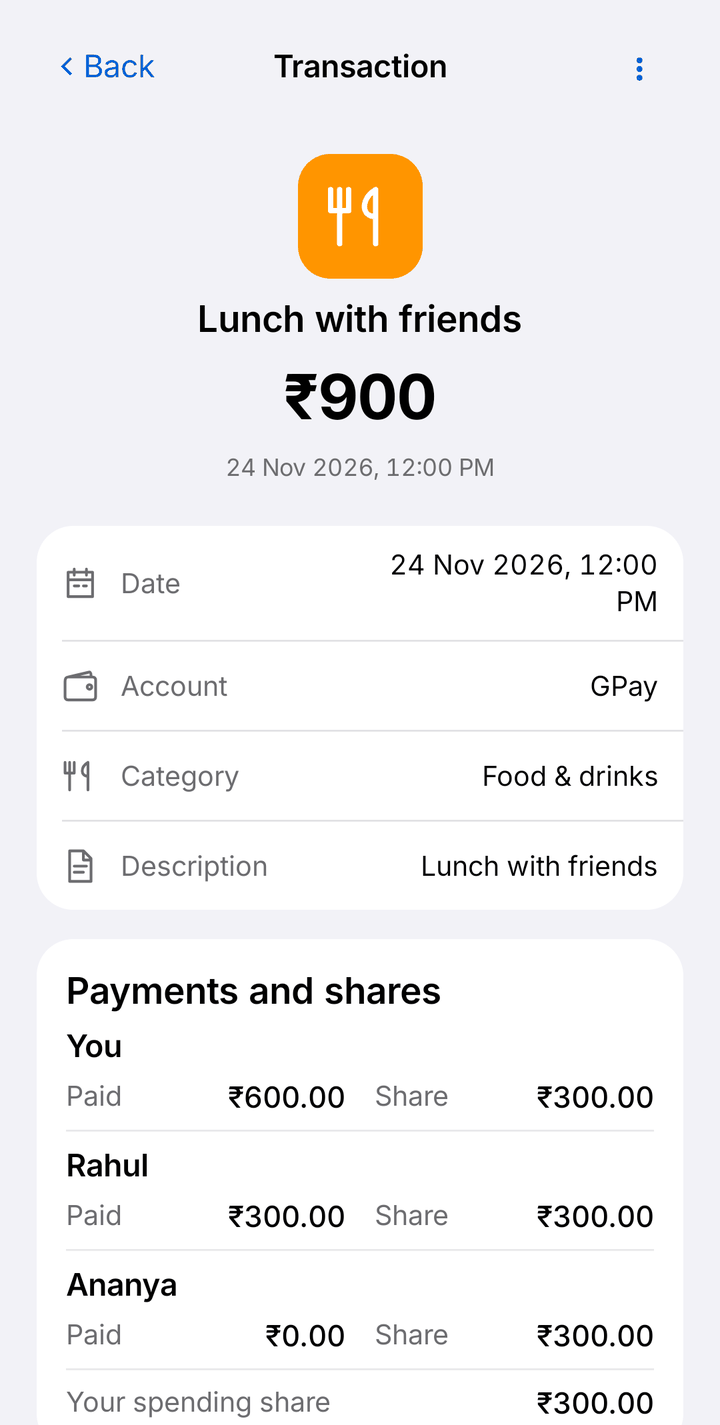 Back
Transaction
Lunch with friends
₹900
24 Nov 2026, 12:00 PM
Date
24 Nov 2026, 12:00
PM
Account
GPay
Category
Food & drinks
Description
Lunch with friends
Payments and shares
You
Paid ₹600.00 Share ₹300.00
Rahul
Paid ₹300.00 Share ₹300.00
Ananya
Paid ₹0.00 Share ₹300.00
Your spending share ₹300.00